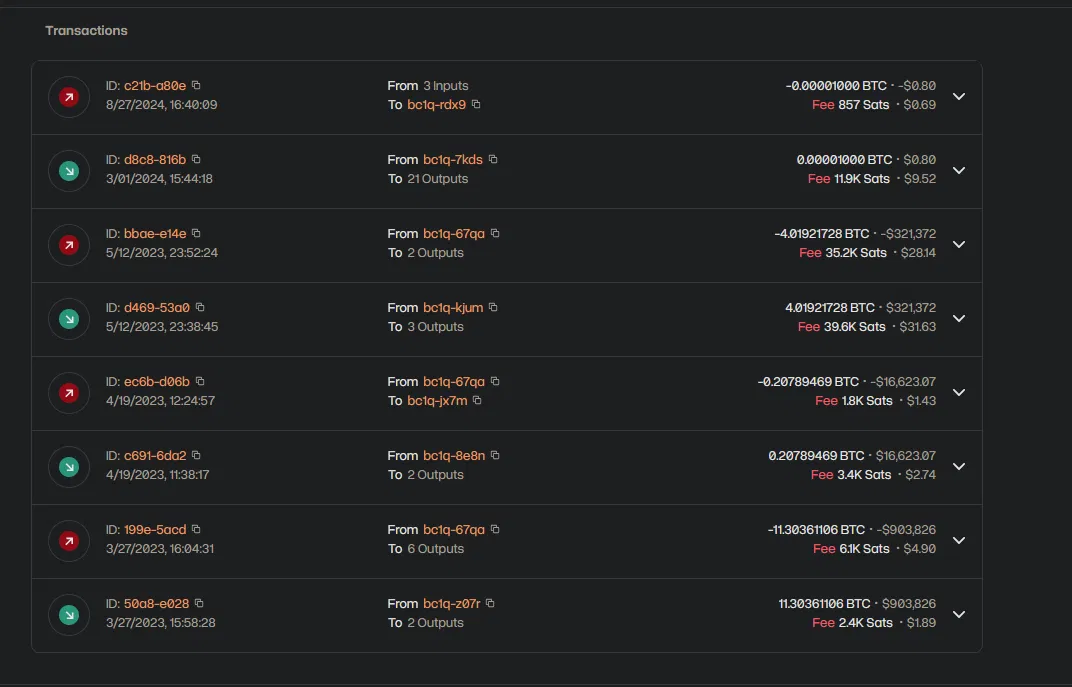 Transactions
ID: c21b-a80e From 3 Inputs -0.00001000 BTC · -$0.80
8/27/2024, 16:40:09 To bc1q-rdx9 Fee 857 Sats · $0.69
ID: d8c8-816b From bc1q-7kds 0.00001000 BTC · $0.80
3/01/2024, 15:44:18 To 21 Outputs Fee 11.9K Sats · $9.52
ID: bbae-e14e From bc1q-67qa -4.01921728 BTC · -$321,372
5/12/2023, 23:52:24 To 2 Outputs Fee 35.2K Sats · $28.14
ID: d469-53a0 From bc1q-kjum 4.01921728 BTC · $321,372
5/12/2023, 23:38:45 To 3 Outputs Fee 39.6K Sats · $31.63
ID: ec6b-d06b From bc1q-67qa -0.20789469 BTC · -$16,623.07
4/19/2023, 12:24:57 To bc1q-jx7m Fee 1.8K Sats · $1.43
ID: c691-6da2 From bc1q-8e8n 0.20789469 BTC · $16,623.07
4/19/2023, 11:38:17 To 2 Outputs Fee 3.4K Sats · $2.74
ID: 199e-5acd From bc1q-67qa -11.30361106 BTC · -$903,826
3/27/2023, 16:04:31 To 6 Outputs Fee 6.1K Sats · $4.90
ID: 50a8-e028 From bc1q-z07r 11.30361106 BTC · $903,826
3/27/2023, 15:58:28 To 2 Outputs Fee 2.4K Sats · $1.89